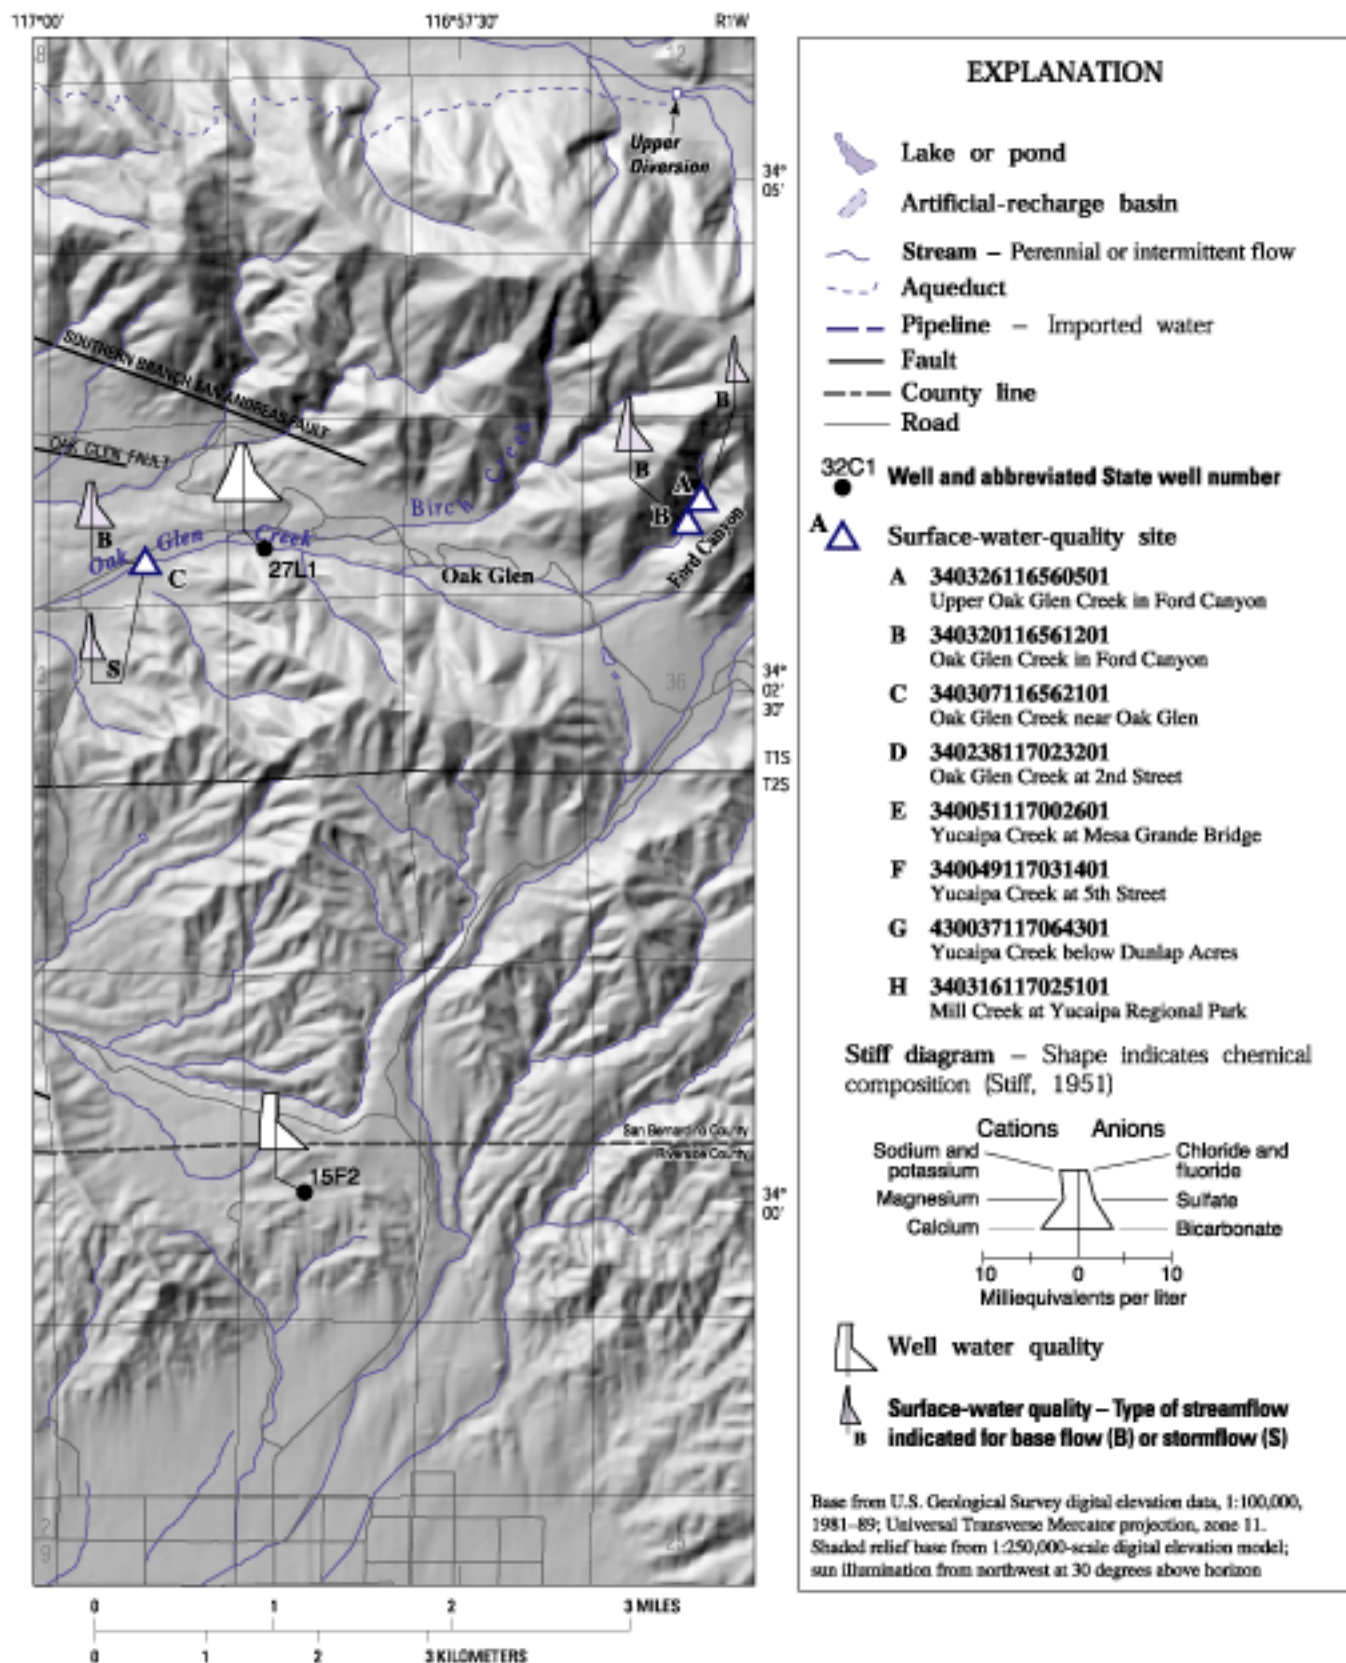 117°00'
116°57'30"
R1W
8
12
Upper
Diversion
34°
05'
SOUTHERN BRANCH SAN ANDREAS FAULT
OAK GLEN FAULT
B
B
A
B
B
Ford Canyon
Birch Creek
Oak Glen Creek
C
27L1
Oak Glen
S
3
36
34°
02'
30"
T1S
T2S
San Bernardino County
Riverside County
15F2
34°
00'
25
0 1 2 3 MILES
0 1 2 3 KILOMETERS
EXPLANATION
Lake or pond
Artificial-recharge basin
Stream – Perennial or intermittent flow
Aqueduct
Pipeline – Imported water
Fault
County line
Road
32C1
Well and abbreviated State well number
A
Surface-water-quality site
A 340326116560501
Upper Oak Glen Creek in Ford Canyon
B 340320116561201
Oak Glen Creek in Ford Canyon
C 340307116562101
Oak Glen Creek near Oak Glen
D 340238117023201
Oak Glen Creek at 2nd Street
E 3400511117002601
Yucaipa Creek at Mesa Grande Bridge
F 340049117031401
Yucaipa Creek at 5th Street
G 430037117064301
Yucaipa Creek below Dunlap Acres
H 340316117025101
Mill Creek at Yucaipa Regional Park
Stiff diagram – Shape indicates chemical
composition (Stiff, 1951)
Cations Anions
Sodium and
potassium
Chloride and
fluoride
Magnesium
Sulfate
Calcium
Bicarbonate
10 0 10
Milliequivalents per liter
Well water quality
Surface-water quality – Type of streamflow
B indicated for base flow (B) or stormflow (S)
Base from U.S. Geological Survey digital elevation data, 1:100,000,
1981–89; Universal Transverse Mercator projection, zone 11.
Shaded relief base from 1:250,000-scale digital elevation model;
sun illumination from northwest at 30 degrees above horizon